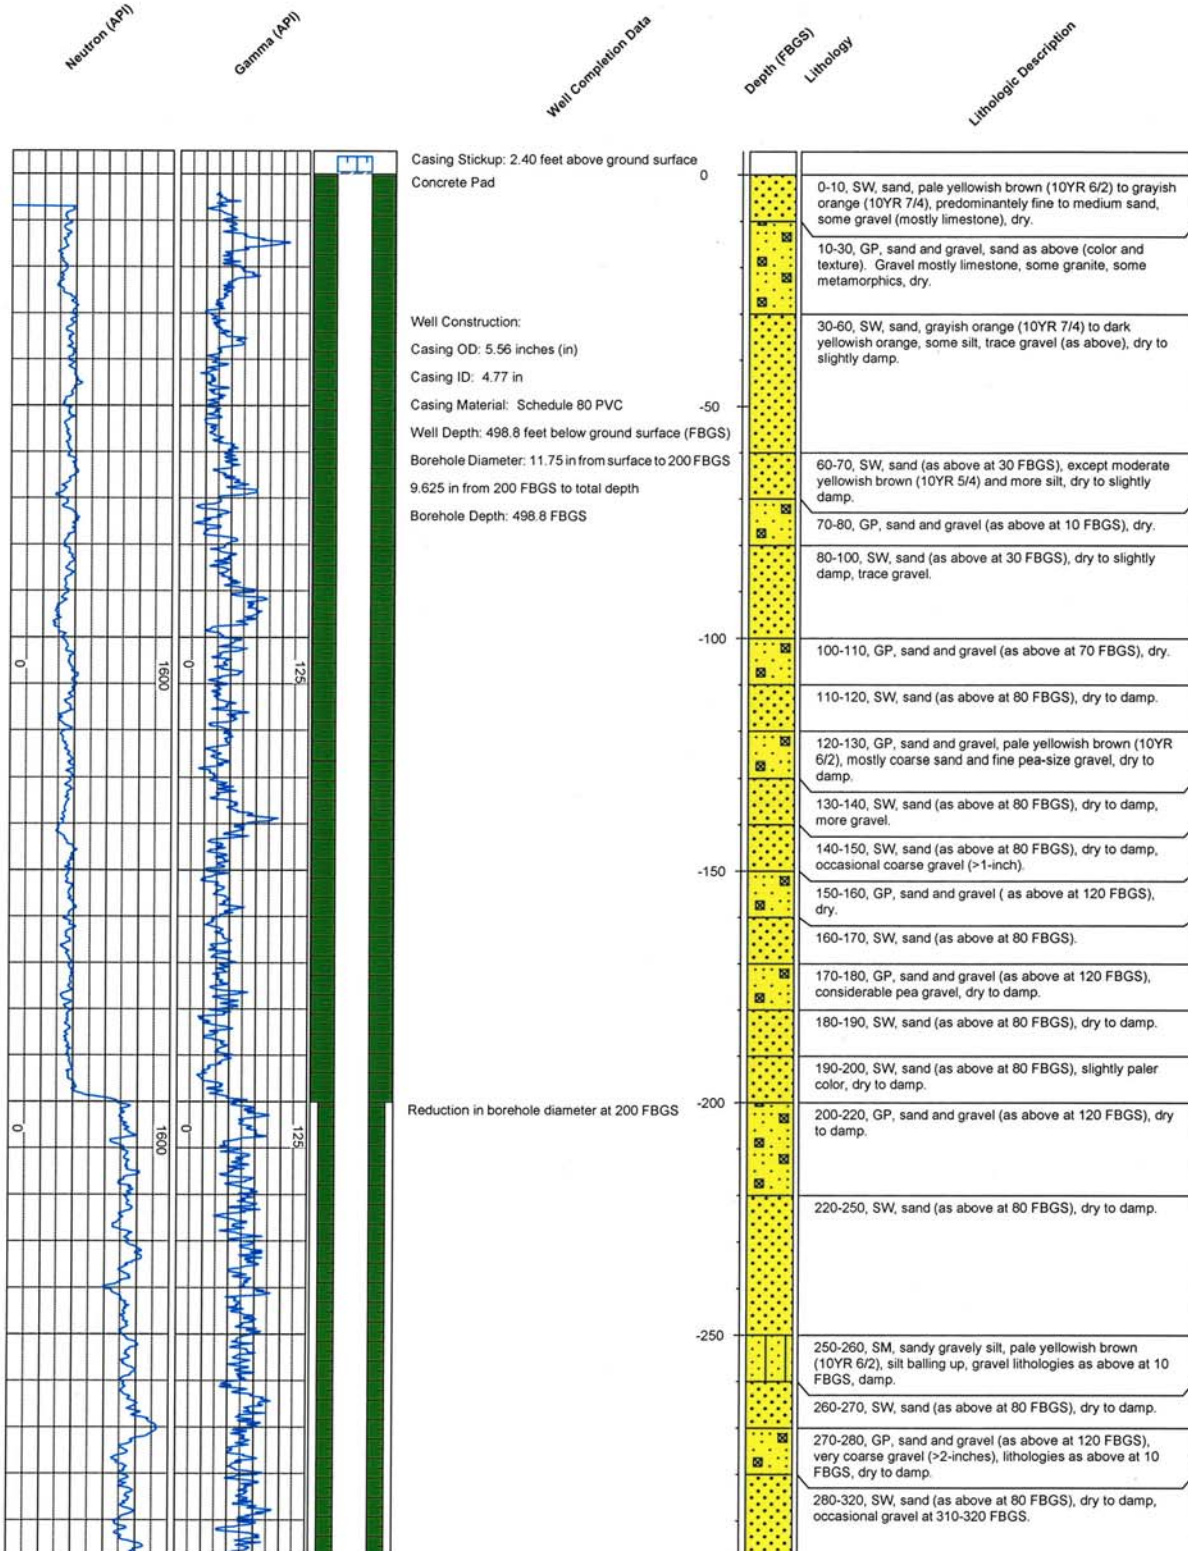 Neutron (API)
Gamma (API)
Well Completion Data
Depth (FBGS)
Lithology
Lithologic Description
Casing Stickup: 2.40 feet above ground surface
Concrete Pad
Well Construction:
Casing OD: 5.56 inches (in)
Casing ID: 4.77 in
Casing Material: Schedule 80 PVC
Well Depth: 498.8 feet below ground surface (FBGS)
Borehole Diameter: 11.75 in from surface to 200 FBGS
9.625 in from 200 FBGS to total depth
Borehole Depth: 498.8 FBGS
Reduction in borehole diameter at 200 FBGS
0
1600
0
125
0
1600
0
125
0
-50
-100
-150
-200
-250
0-10, SW, sand, pale yellowish brown (10YR 6/2) to grayish
orange (10YR 7/4), predominantely fine to medium sand,
some gravel (mostly limestone), dry.
10-30, GP, sand and gravel, sand as above (color and
texture). Gravel mostly limestone, some granite, some
metamorphics, dry.
30-60, SW, sand, grayish orange (10YR 7/4) to dark
yellowish orange, some silt, trace gravel (as above), dry to
slightly damp.
60-70, SW, sand (as above at 30 FBGS), except moderate
yellowish brown (10YR 5/4) and more silt, dry to slightly
damp.
70-80, GP, sand and gravel (as above at 10 FBGS), dry.
80-100, SW, sand (as above at 30 FBGS), dry to slightly
damp, trace gravel.
100-110, GP, sand and gravel (as above at 70 FBGS), dry.
110-120, SW, sand (as above at 80 FBGS), dry to damp.
120-130, GP, sand and gravel, pale yellowish brown (10YR
6/2), mostly coarse sand and fine pea-size gravel, dry to
damp.
130-140, SW, sand (as above at 80 FBGS), dry to damp,
more gravel.
140-150, SW, sand (as above at 80 FBGS), dry to damp,
occasional coarse gravel (>1-inch).
150-160, GP, sand and gravel ( as above at 120 FBGS),
dry.
160-170, SW, sand (as above at 80 FBGS).
170-180, GP, sand and gravel (as above at 120 FBGS),
considerable pea gravel, dry to damp.
180-190, SW, sand (as above at 80 FBGS), dry to damp.
190-200, SW, sand (as above at 80 FBGS), slightly paler
color, dry to damp.
200-220, GP, sand and gravel (as above at 120 FBGS), dry
to damp.
220-250, SW, sand (as above at 80 FBGS), dry to damp.
250-260, SM, sandy gravely silt, pale yellowish brown
(10YR 6/2), silt balling up, gravel lithologies as above at 10
FBGS, damp.
260-270, SW, sand (as above at 80 FBGS), dry to damp.
270-280, GP, sand and gravel (as above at 120 FBGS),
very coarse gravel (>2-inches), lithologies as above at 10
FBGS, dry to damp.
280-320, SW, sand (as above at 80 FBGS), dry to damp,
occasional gravel at 310-320 FBGS.